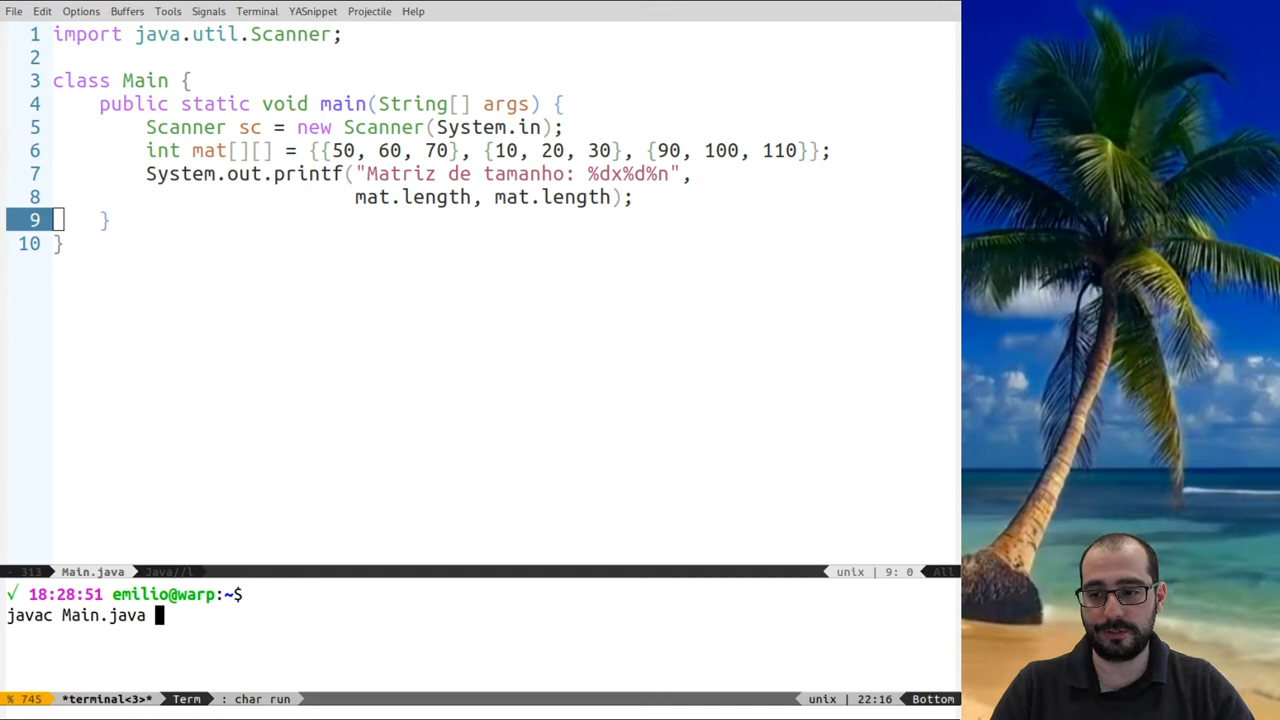 File Edit Options Buffers Tools Signals Terminal YASnippet Projectile Help
1 import java.util.Scanner;
2
3 class Main {
4     public static void main(String[] args) {
5         Scanner sc = new Scanner(System.in);
6         int mat[][] = {{50, 60, 70}, {10, 20, 30}, {90, 100, 110}};
7         System.out.printf("Matriz de tamanho: %dx%d%n",
8                           mat.length, mat.length);
9     }
10 }
- 313 Main.java Java//l unix | 9: 0 All
√ 18:28:51 emilio@warp:~$
javac Main.java
% 745 *terminal<3>* Term : char run unix | 22:16 Bottom